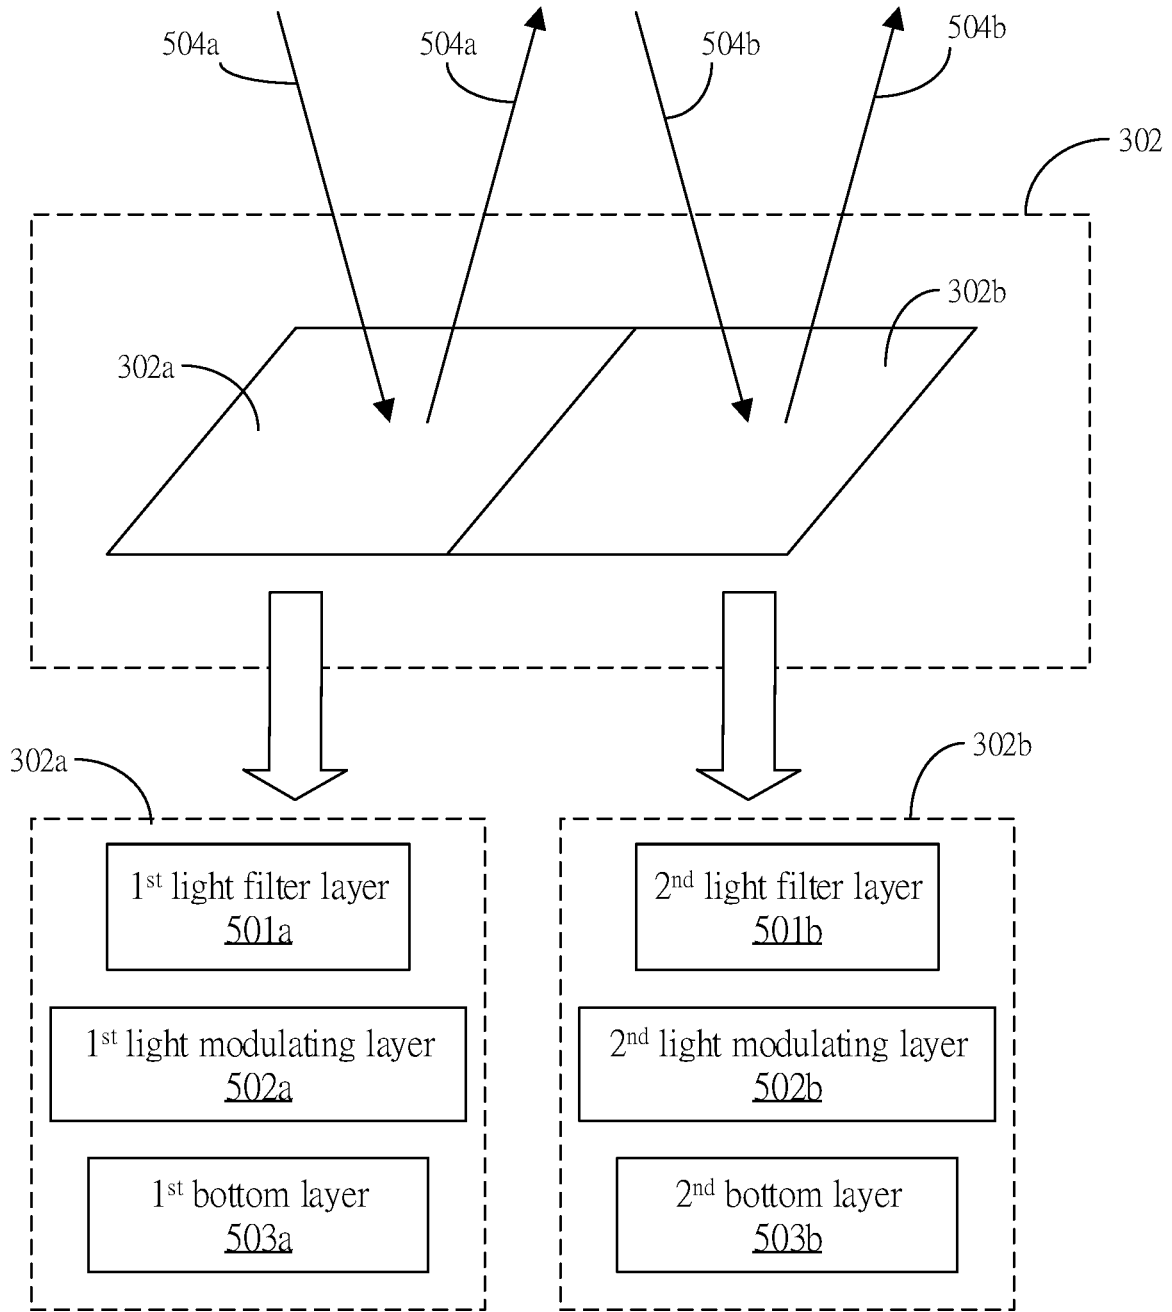 504a
504a
504b
504b
302
302b
302a
302a
302b
1st light filter layer
501a
2nd light filter layer
501b
1st light modulating layer
502a
2nd light modulating layer
502b
1st bottom layer
503a
2nd bottom layer
503b